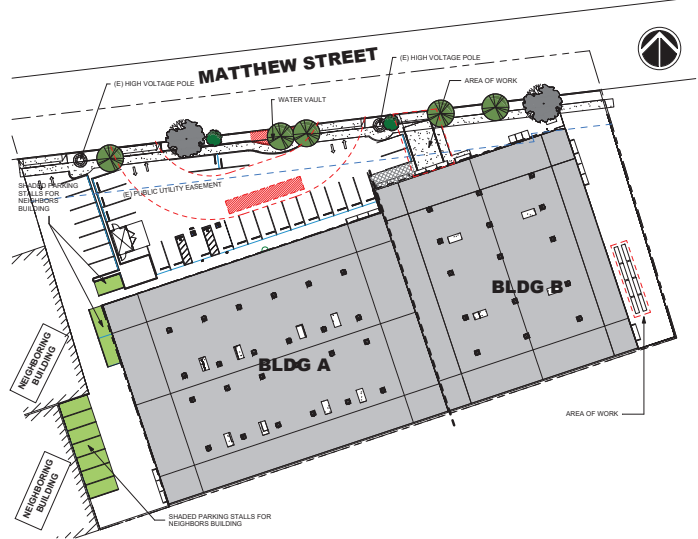 MATTHEW STREET
(E) HIGH VOLTAGE POLE
(E) HIGH VOLTAGE POLE
AREA OF WORK
WATER VAULT
SHADED PARKING
STALLS FOR
NEIGHBORS
BUILDING
(E) PUBLIC UTILITY EASEMENT
BLDG B
BLDG A
NEIGHBORING
BUILDING
AREA OF WORK
NEIGHBORING
BUILDING
SHADED PARKING STALLS FOR
NEIGHBORS BUILDING